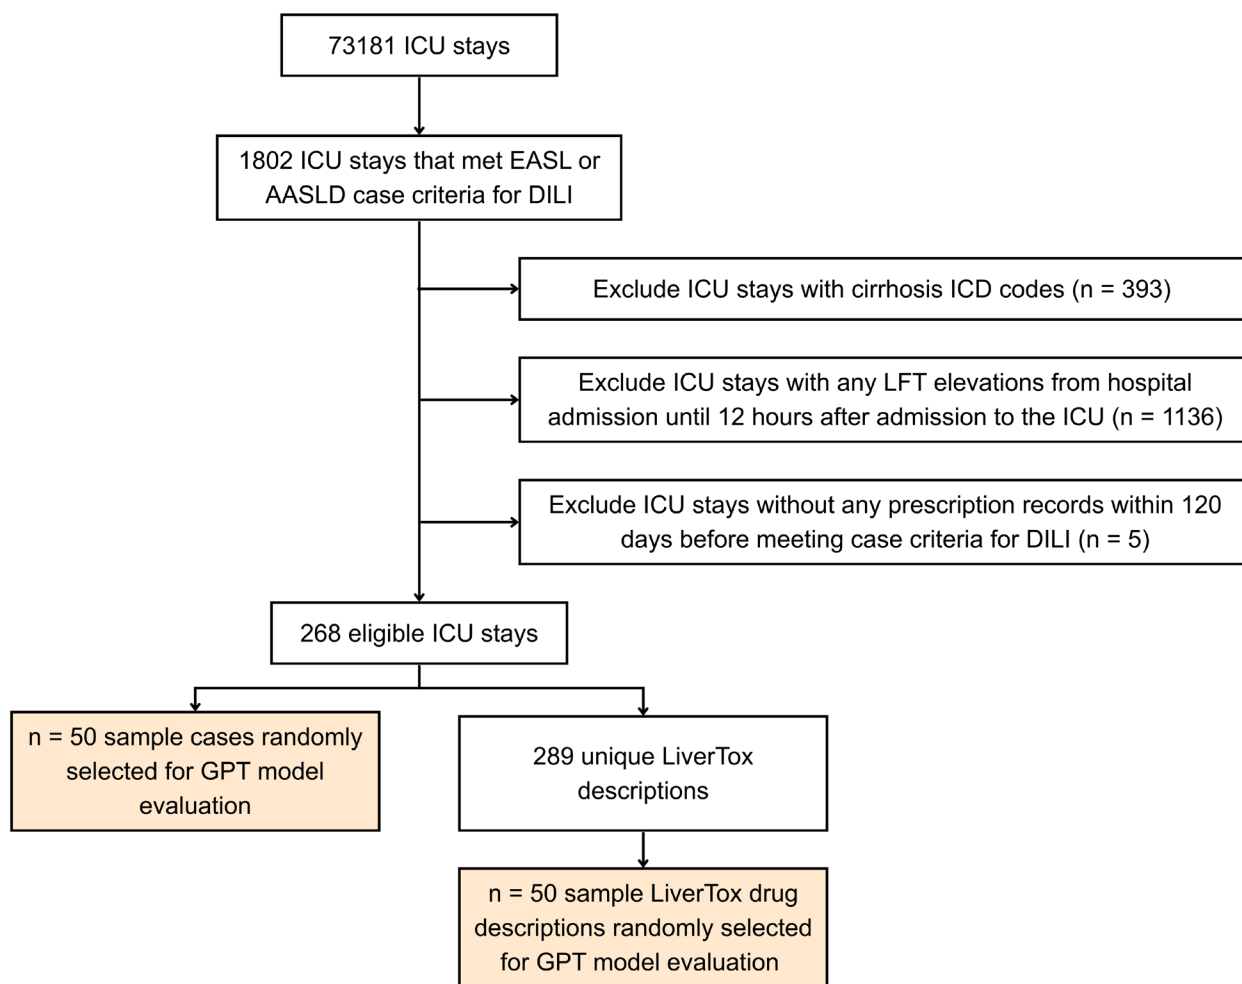 73181 ICU stays
1802 ICU stays that met EASL or
AASLD case criteria for DILI
Exclude ICU stays with cirrhosis ICD codes (n = 393)
Exclude ICU stays with any LFT elevations from hospital
admission until 12 hours after admission to the ICU (n = 1136)
Exclude ICU stays without any prescription records within 120
days before meeting case criteria for DILI (n = 5)
268 eligible ICU stays
n = 50 sample cases randomly
selected for GPT model
evaluation
289 unique LiverTox
descriptions
n = 50 sample LiverTox drug
descriptions randomly selected
for GPT model evaluation